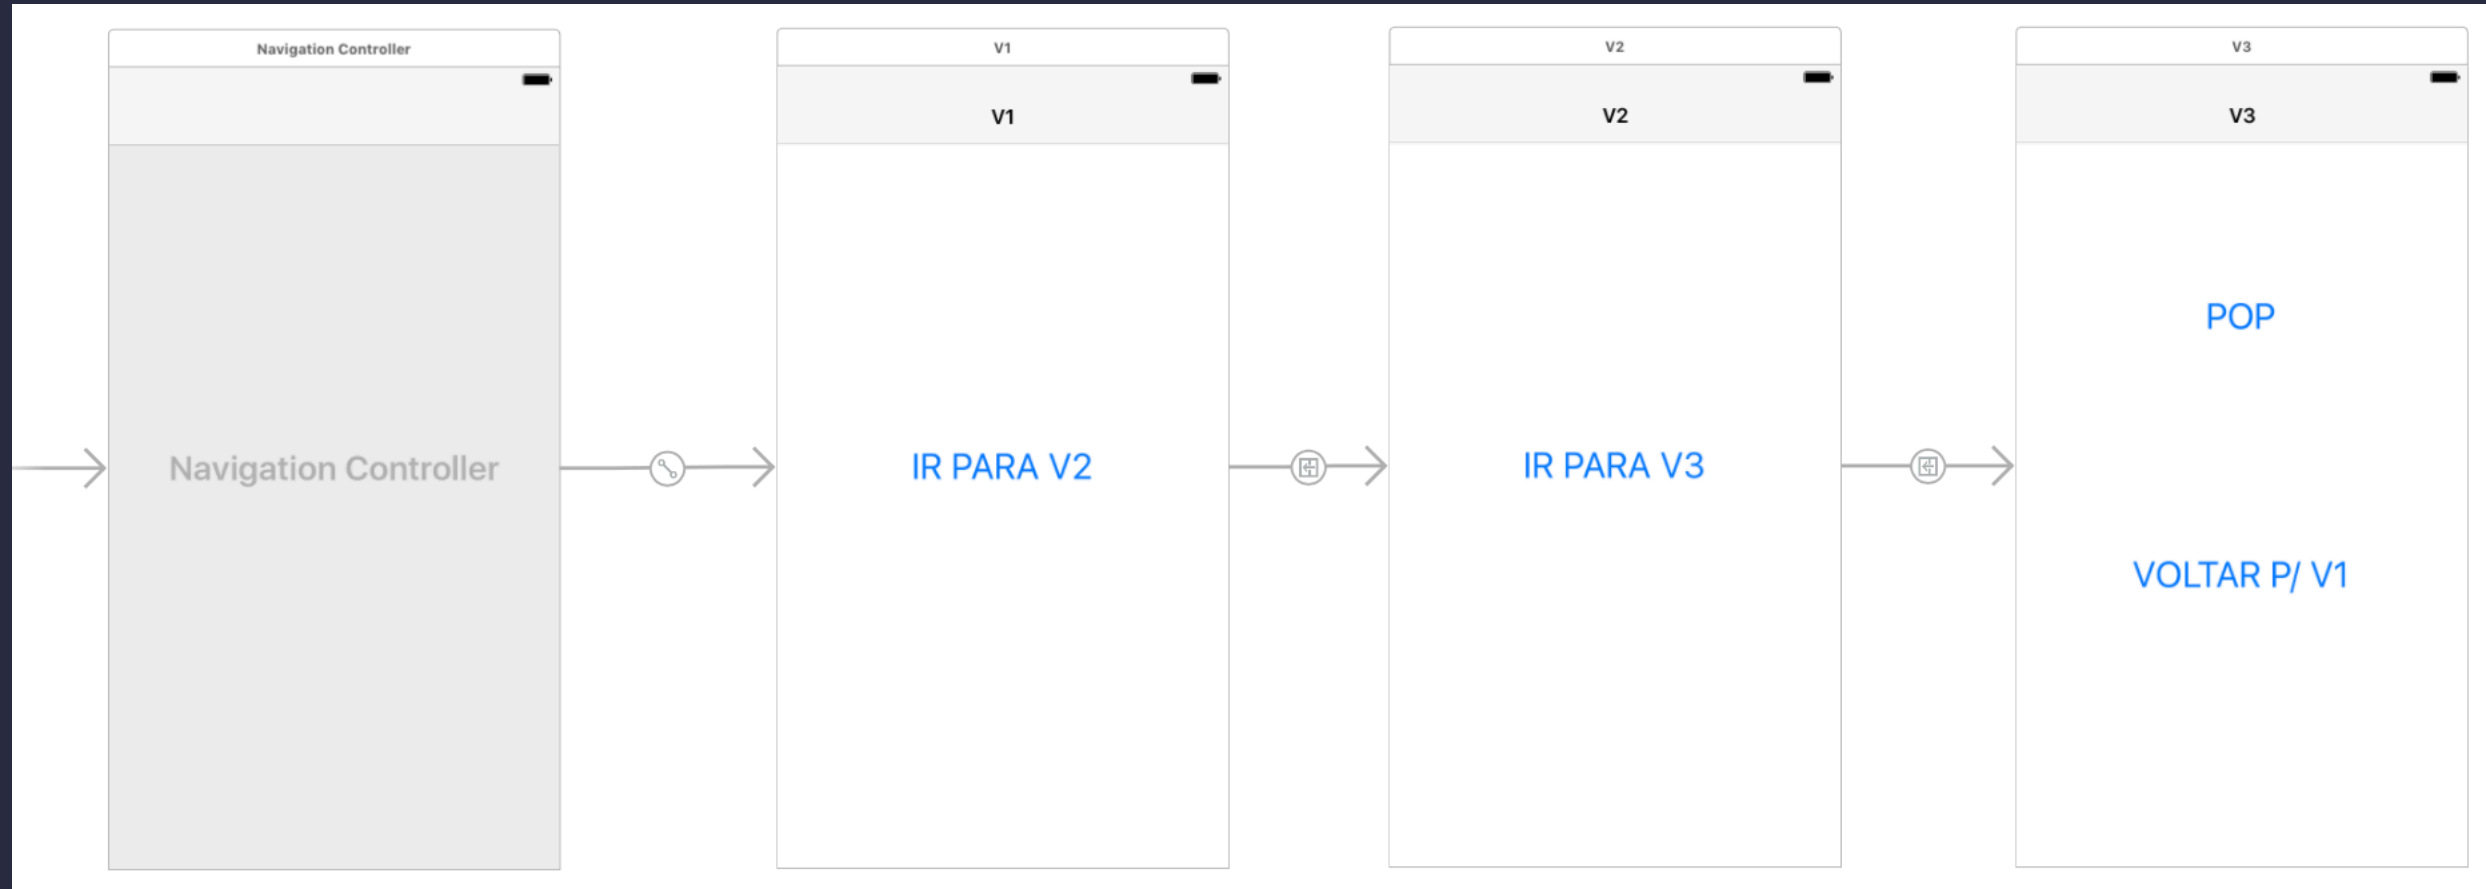 Navigation Controller
Navigation Controller
V1
V1
IR PARA V2
V2
V2
IR PARA V3
V3
V3
POP
VOLTAR P/ V1